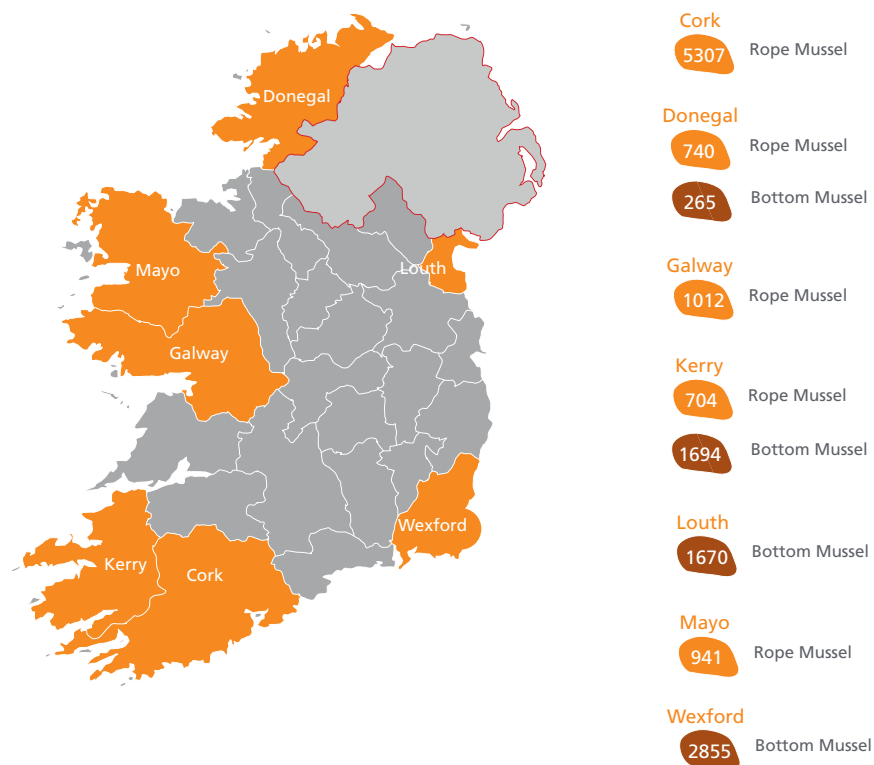 Donegal
Mayo
Louth
Galway
Wexford
Kerry
Cork
Cork
5307 Rope Mussel
Donegal
740 Rope Mussel
265 Bottom Mussel
Galway
1012 Rope Mussel
Kerry
704 Rope Mussel
1694 Bottom Mussel
Louth
1670 Bottom Mussel
Mayo
941 Rope Mussel
Wexford
2855 Bottom Mussel